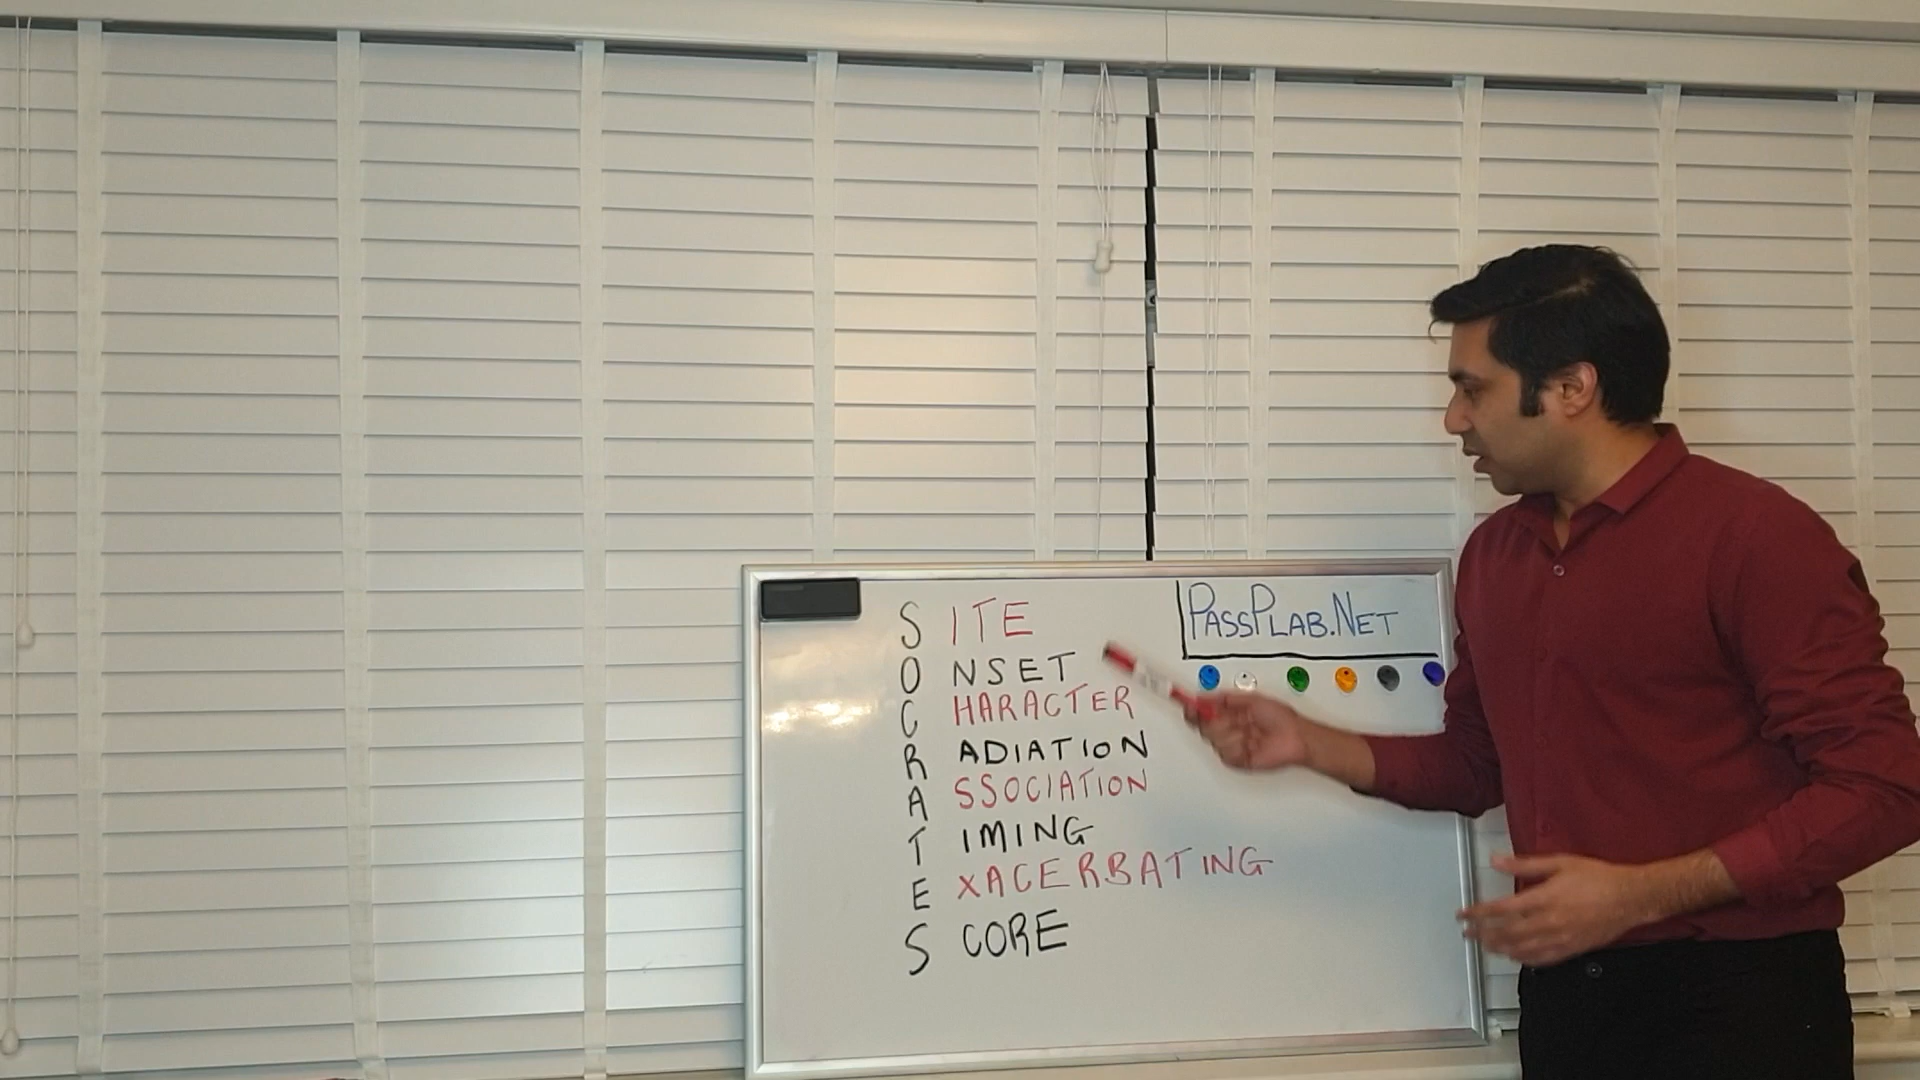 S ITE
O NSET
C HARACTER
R ADIATION
A SSOCIATION
T IMING
E XACERBATING
S CORE
PASSPLAB.NET